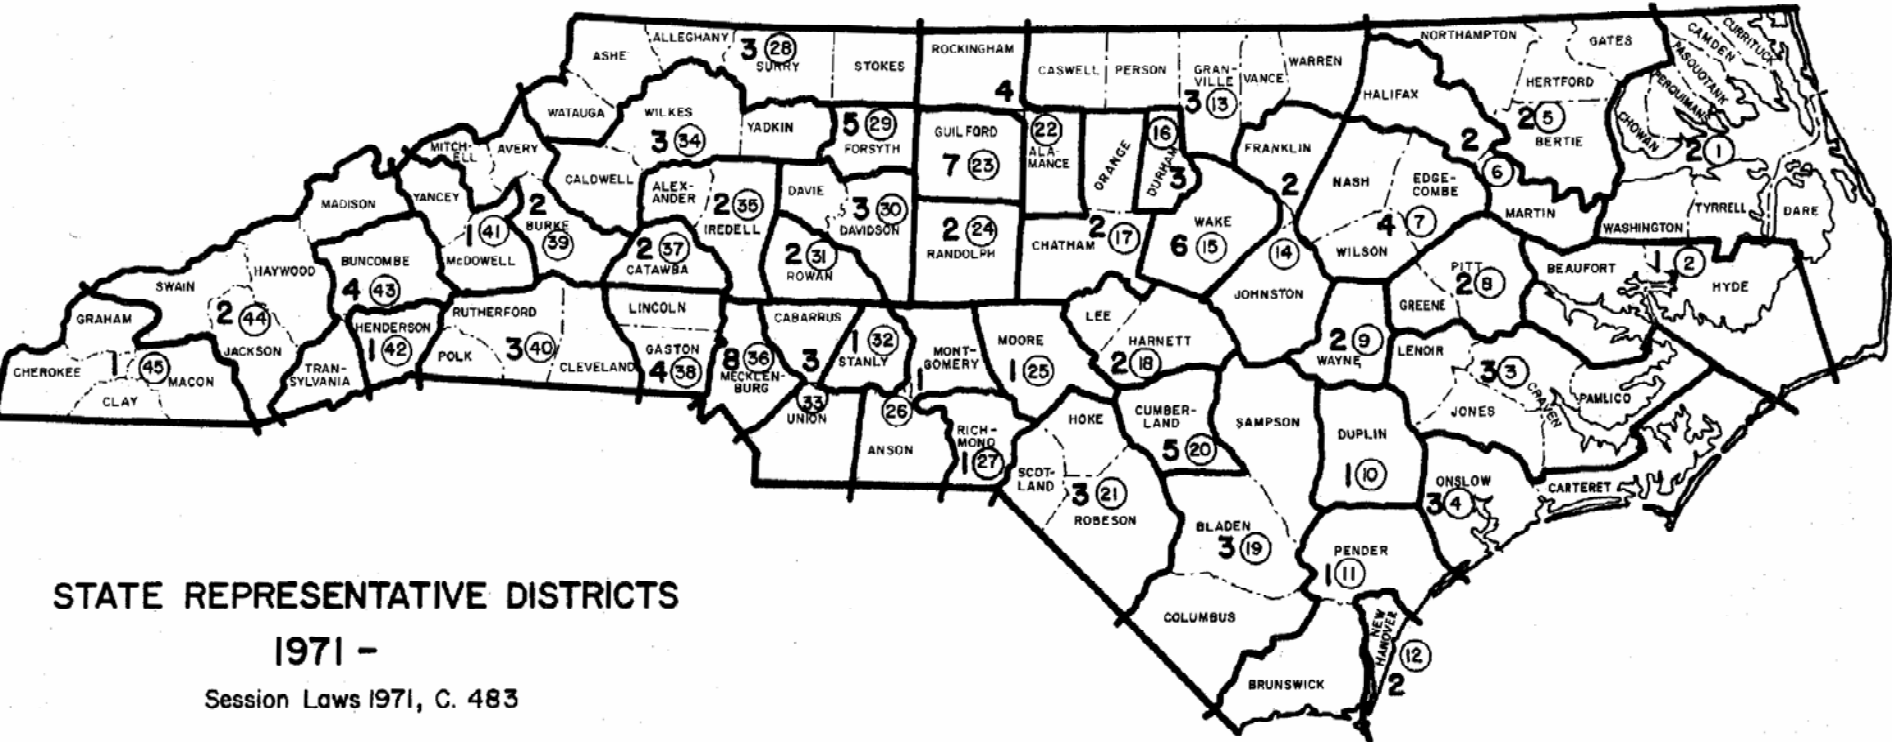 ALLEGHANY
ASHE
3 28
SURRY
STOKES
ROCKINGHAM
4
CASWELL
PERSON
GRAN-
VILLE
3 13
VANCE
WARREN
NORTHAMPTON
GATES
CURRITUCK
CAMDEN
PASQUOTANK
PERQUIMANS
CHOWAN
2 1
HERTFORD
2 5
BERTIE
HALIFAX
2
6
MARTIN
WATAUGA
WILKES
3 34
YADKIN
5 29
FORSYTH
GUILFORD
7 23
22
ALA-
MANCE
ORANGE
16
DURHAM
3
FRANKLIN
2
14
NASH
EDGE-
COMBE
4 7
WILSON
MITCH-
ELL
AVERY
CALDWELL
ALEX-
ANDER
2 35
IREDELL
DAVIE
3 30
DAVIDSON
2 24
RANDOLPH
CHATHAM
2 17
WAKE
6 15
WASHINGTON
TYRRELL
DARE
MADISON
YANCEY
1 41
McDOWELL
2
BURKE
39
2 37
CATAWBA
2 31
ROWAN
JOHNSTON
PITT
2 8
GREENE
BEAUFORT
1 2
HYDE
SWAIN
HAYWOOD
2 44
JACKSON
BUNCOMBE
4 43
HENDERSON
1 42
RUTHERFORD
POLK
3 40
CLEVELAND
LINCOLN
GASTON
4 38
8 36
MECKLEN-
BURG
CABARRUS
3
33
UNION
1 32
STANLY
MONT-
GOMERY
1
26
ANSON
MOORE
1 25
LEE
HARNETT
2 18
2 9
WAYNE
LENOIR
3 3
CRAVEN
JONES
PAMLICO
GRAHAM
CHEROKEE
1 45
MACON
CLAY
TRAN-
SYLVANIA
RICH-
MOND
1 27
HOKE
SCOT-
LAND
3 21
ROBESON
CUMBER-
LAND
5 20
SAMPSON
DUPLIN
1 10
ONSLOW
3 4
CARTERET
BLADEN
3 19
PENDER
1 11
COLUMBUS
BRUNSWICK
NEW
HANOVER
12
2
STATE REPRESENTATIVE DISTRICTS
1971 -
Session Laws 1971, C. 483